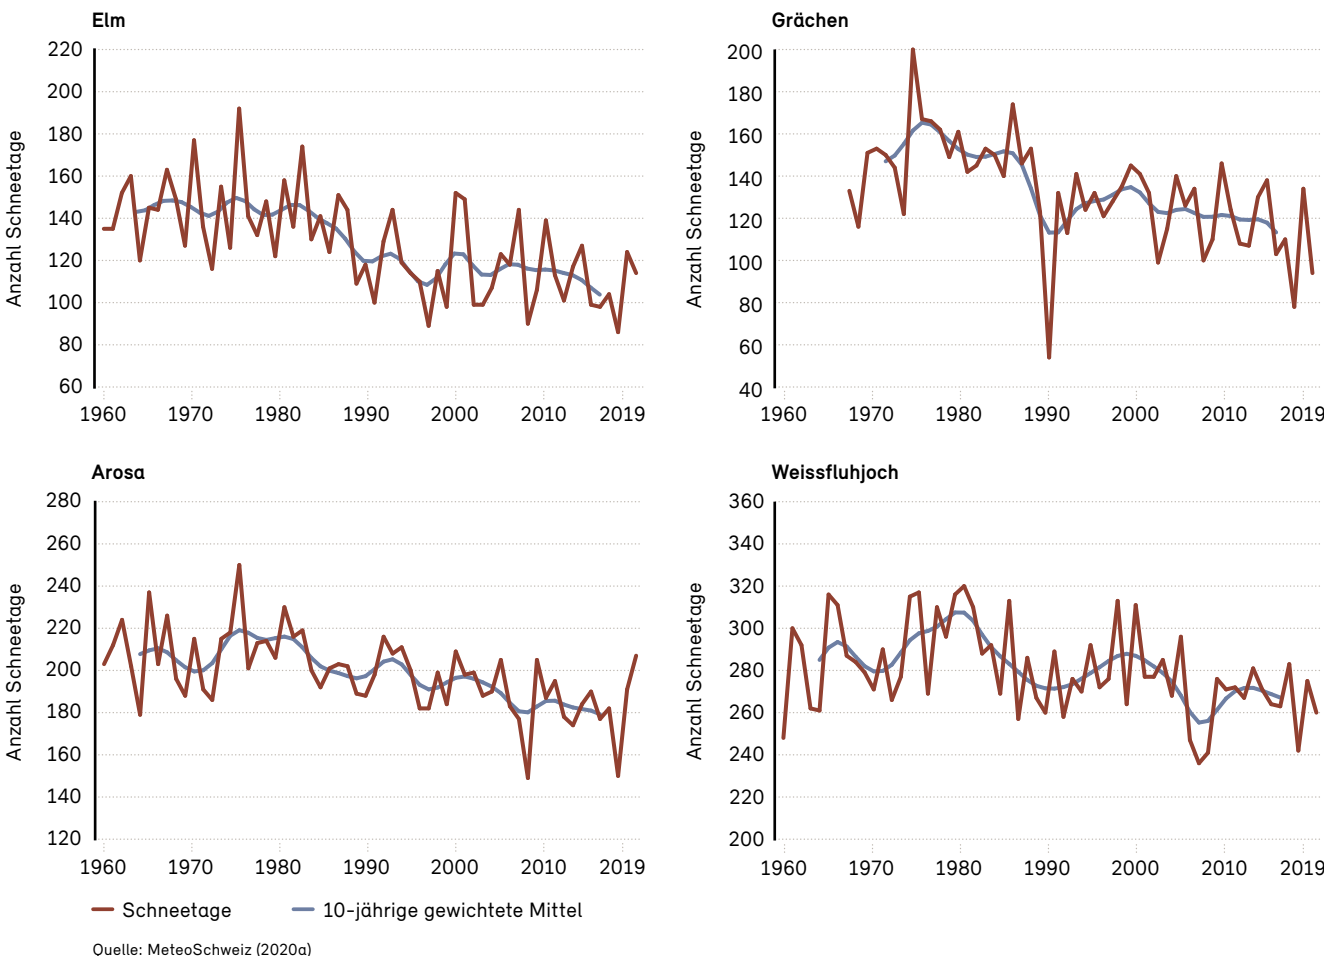 Elm
Anzahl Schneetage
220
200
180
160
140
120
100
80
60
1960 1970 1980 1990 2000 2010 2019
Grächen
Anzahl Schneetage
200
180
160
140
120
100
80
60
40
1960 1970 1980 1990 2000 2010 2019
Arosa
Anzahl Schneetage
280
260
240
220
200
180
160
140
120
1960 1970 1980 1990 2000 2010 2019
Weissfluhjoch
Anzahl Schneetage
360
340
320
300
280
260
240
220
200
1960 1970 1980 1990 2000 2010 2019
Schneetage 10-jährige gewichtete Mittel
Quelle: MeteoSchweiz (2020a)